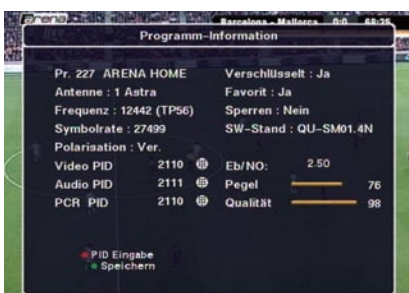 arena Barcelona - Mallorca 0:0 68:25
Programm-Information
Pr. 227 ARENA HOME Verschlüsselt : Ja
Antenne : 1 Astra Favorit : Ja
Frequenz : 12442 (TP56) Sperren : Nein
Symbolrate : 27499 SW-Stand : QU-SM01.4N
Polarisation : Ver.
Video PID 2110 Eb/NO: 2.50
Audio PID 2111 Pegel 76
PCR PID 2110 Qualität 98
PID Eingabe
Speichern